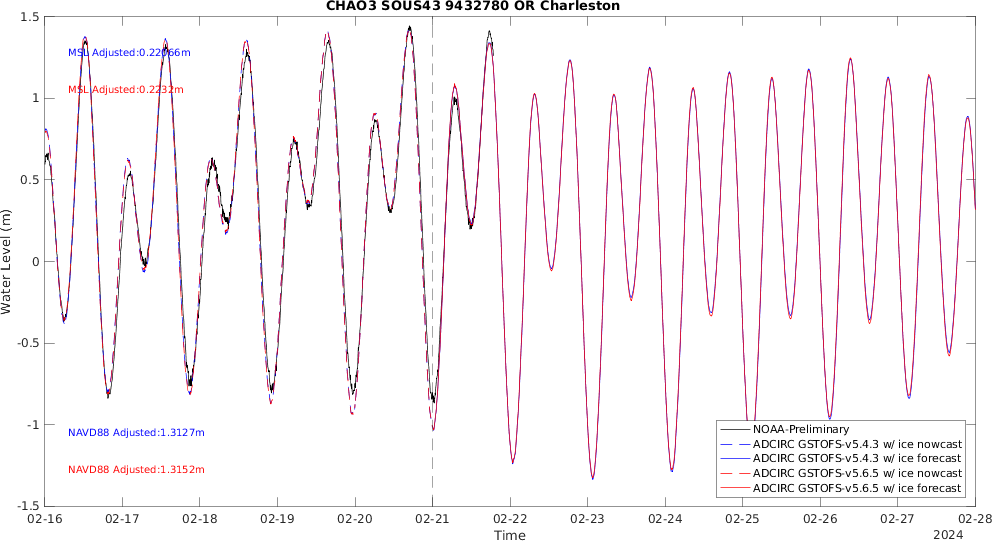 CHAO3 SOUS43 9432780 OR Charleston
1.5
1
0.5
0
-0.5
-1
-1.5
Water Level (m)
MSL Adjusted:0.22066m
MSL Adjusted:0.2232m
NAVD88 Adjusted:1.3127m
NAVD88 Adjusted:1.3152m
NOAA-Preliminary
ADCIRC GSTOFS-v5.4.3 w/ ice nowcast
ADCIRC GSTOFS-v5.4.3 w/ ice forecast
ADCIRC GSTOFS-v5.6.5 w/ ice nowcast
ADCIRC GSTOFS-v5.6.5 w/ ice forecast
02-16 02-17 02-18 02-19 02-20 02-21 02-22 02-23 02-24 02-25 02-26 02-27 02-28
Time
2024